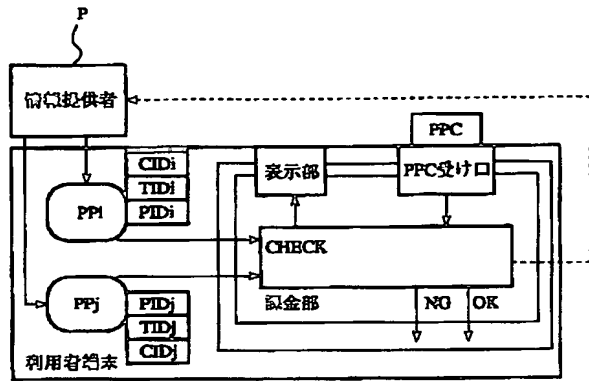 P
情報提供者
PPC
CIDi
TIDi
PIDi
PPi
表示部
PPC受け口
CHECK
PPj
PIDj
TIDj
CIDj
課金部
NG
OK
利用者端末